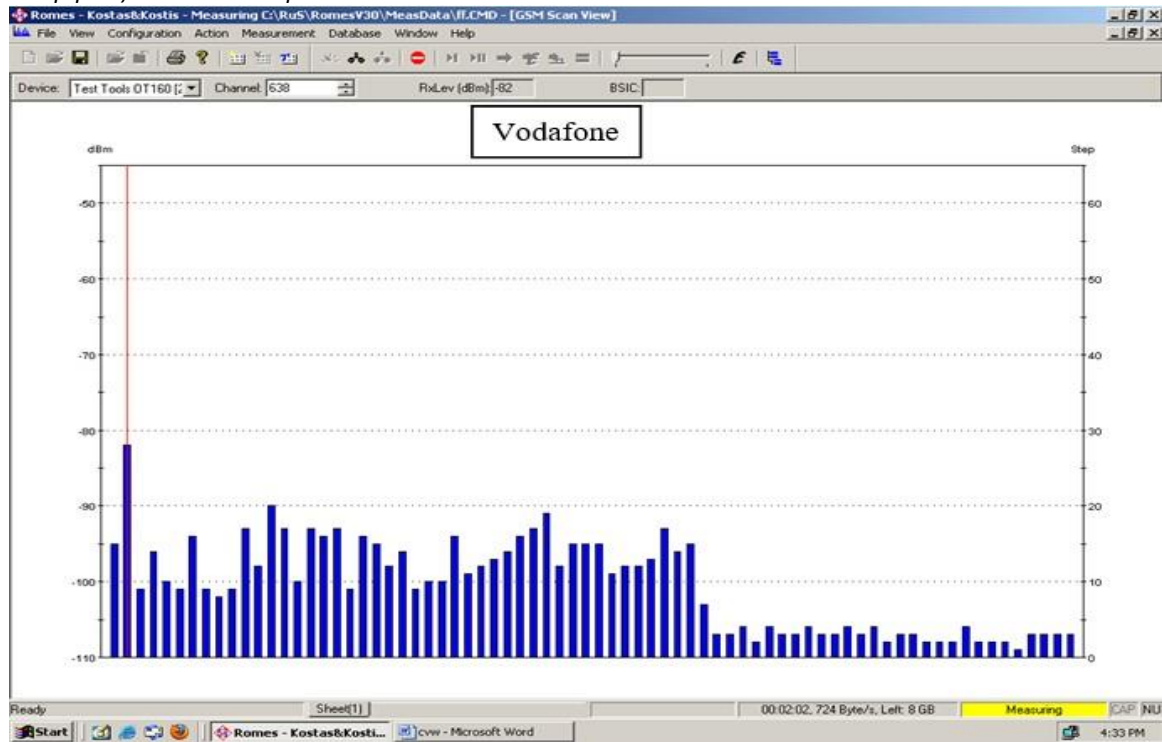 Romes - Kostas&Kostis - Measuring C:\RuS\RomesV30\MeasData\ff.CMD - [GSM Scan View]
File View Configuration Action Measurement Database Window Help
Device: Test Tools OT160 [2 Channel: 638 RxLev (dBm): -82 BSIC:
Vodafone
dBm Step
-50 60
-60 50
-70 40
-80 30
-90 20
-100 10
-110 0
Ready Sheet(1) 00:02:02, 724 Byte/s, Left: 8 GB Measuring CAP NU
Start Romes - Kostas&Kosti... cvw - Microsoft Word 4:33 PM